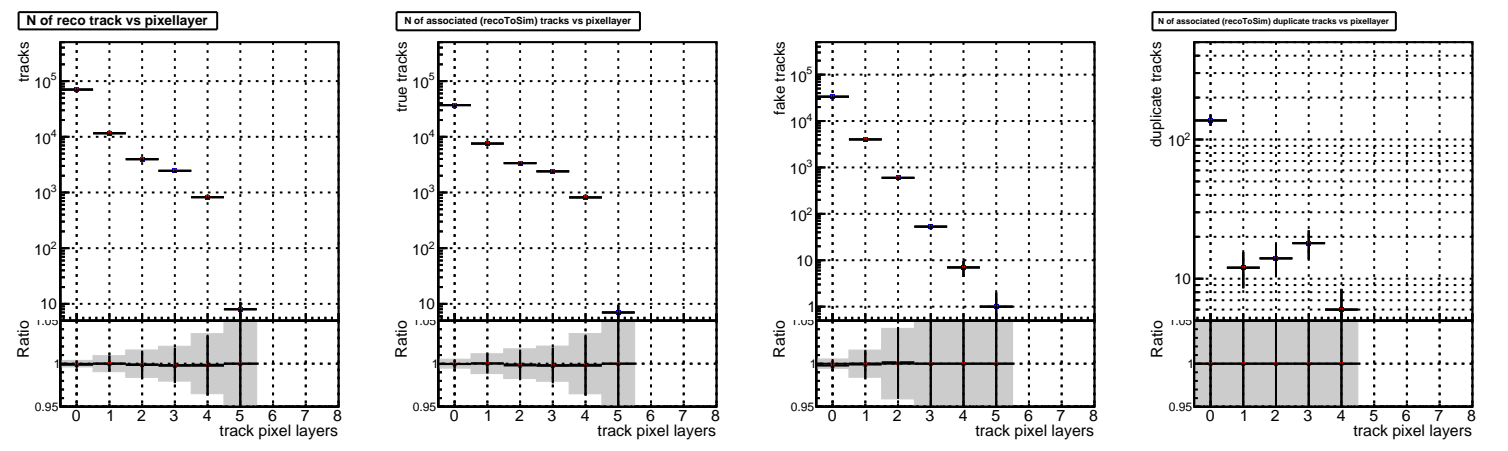 N of reco track vs pixellayer
tracks
10^5
10^4
10^3
10^2
10
Ratio
1.05
1
0.95
0 1 2 3 4 5 6 7 8
track pixel layers
N of associated (recoToSim) tracks vs pixellayer
true tracks
10^5
10^4
10^3
10^2
10
Ratio
1.05
1
0.95
0 1 2 3 4 5 6 7 8
track pixel layers
fake tracks
10^5
10^4
10^3
10^2
10
1
Ratio
1.05
1
0.95
0 1 2 3 4 5 6 7 8
track pixel layers
N of associated (recoToSim) duplicate tracks vs pixellayer
duplicate tracks
10^2
10
Ratio
1.05
1
0.95
0 1 2 3 4 5 6 7 8
track pixel layers